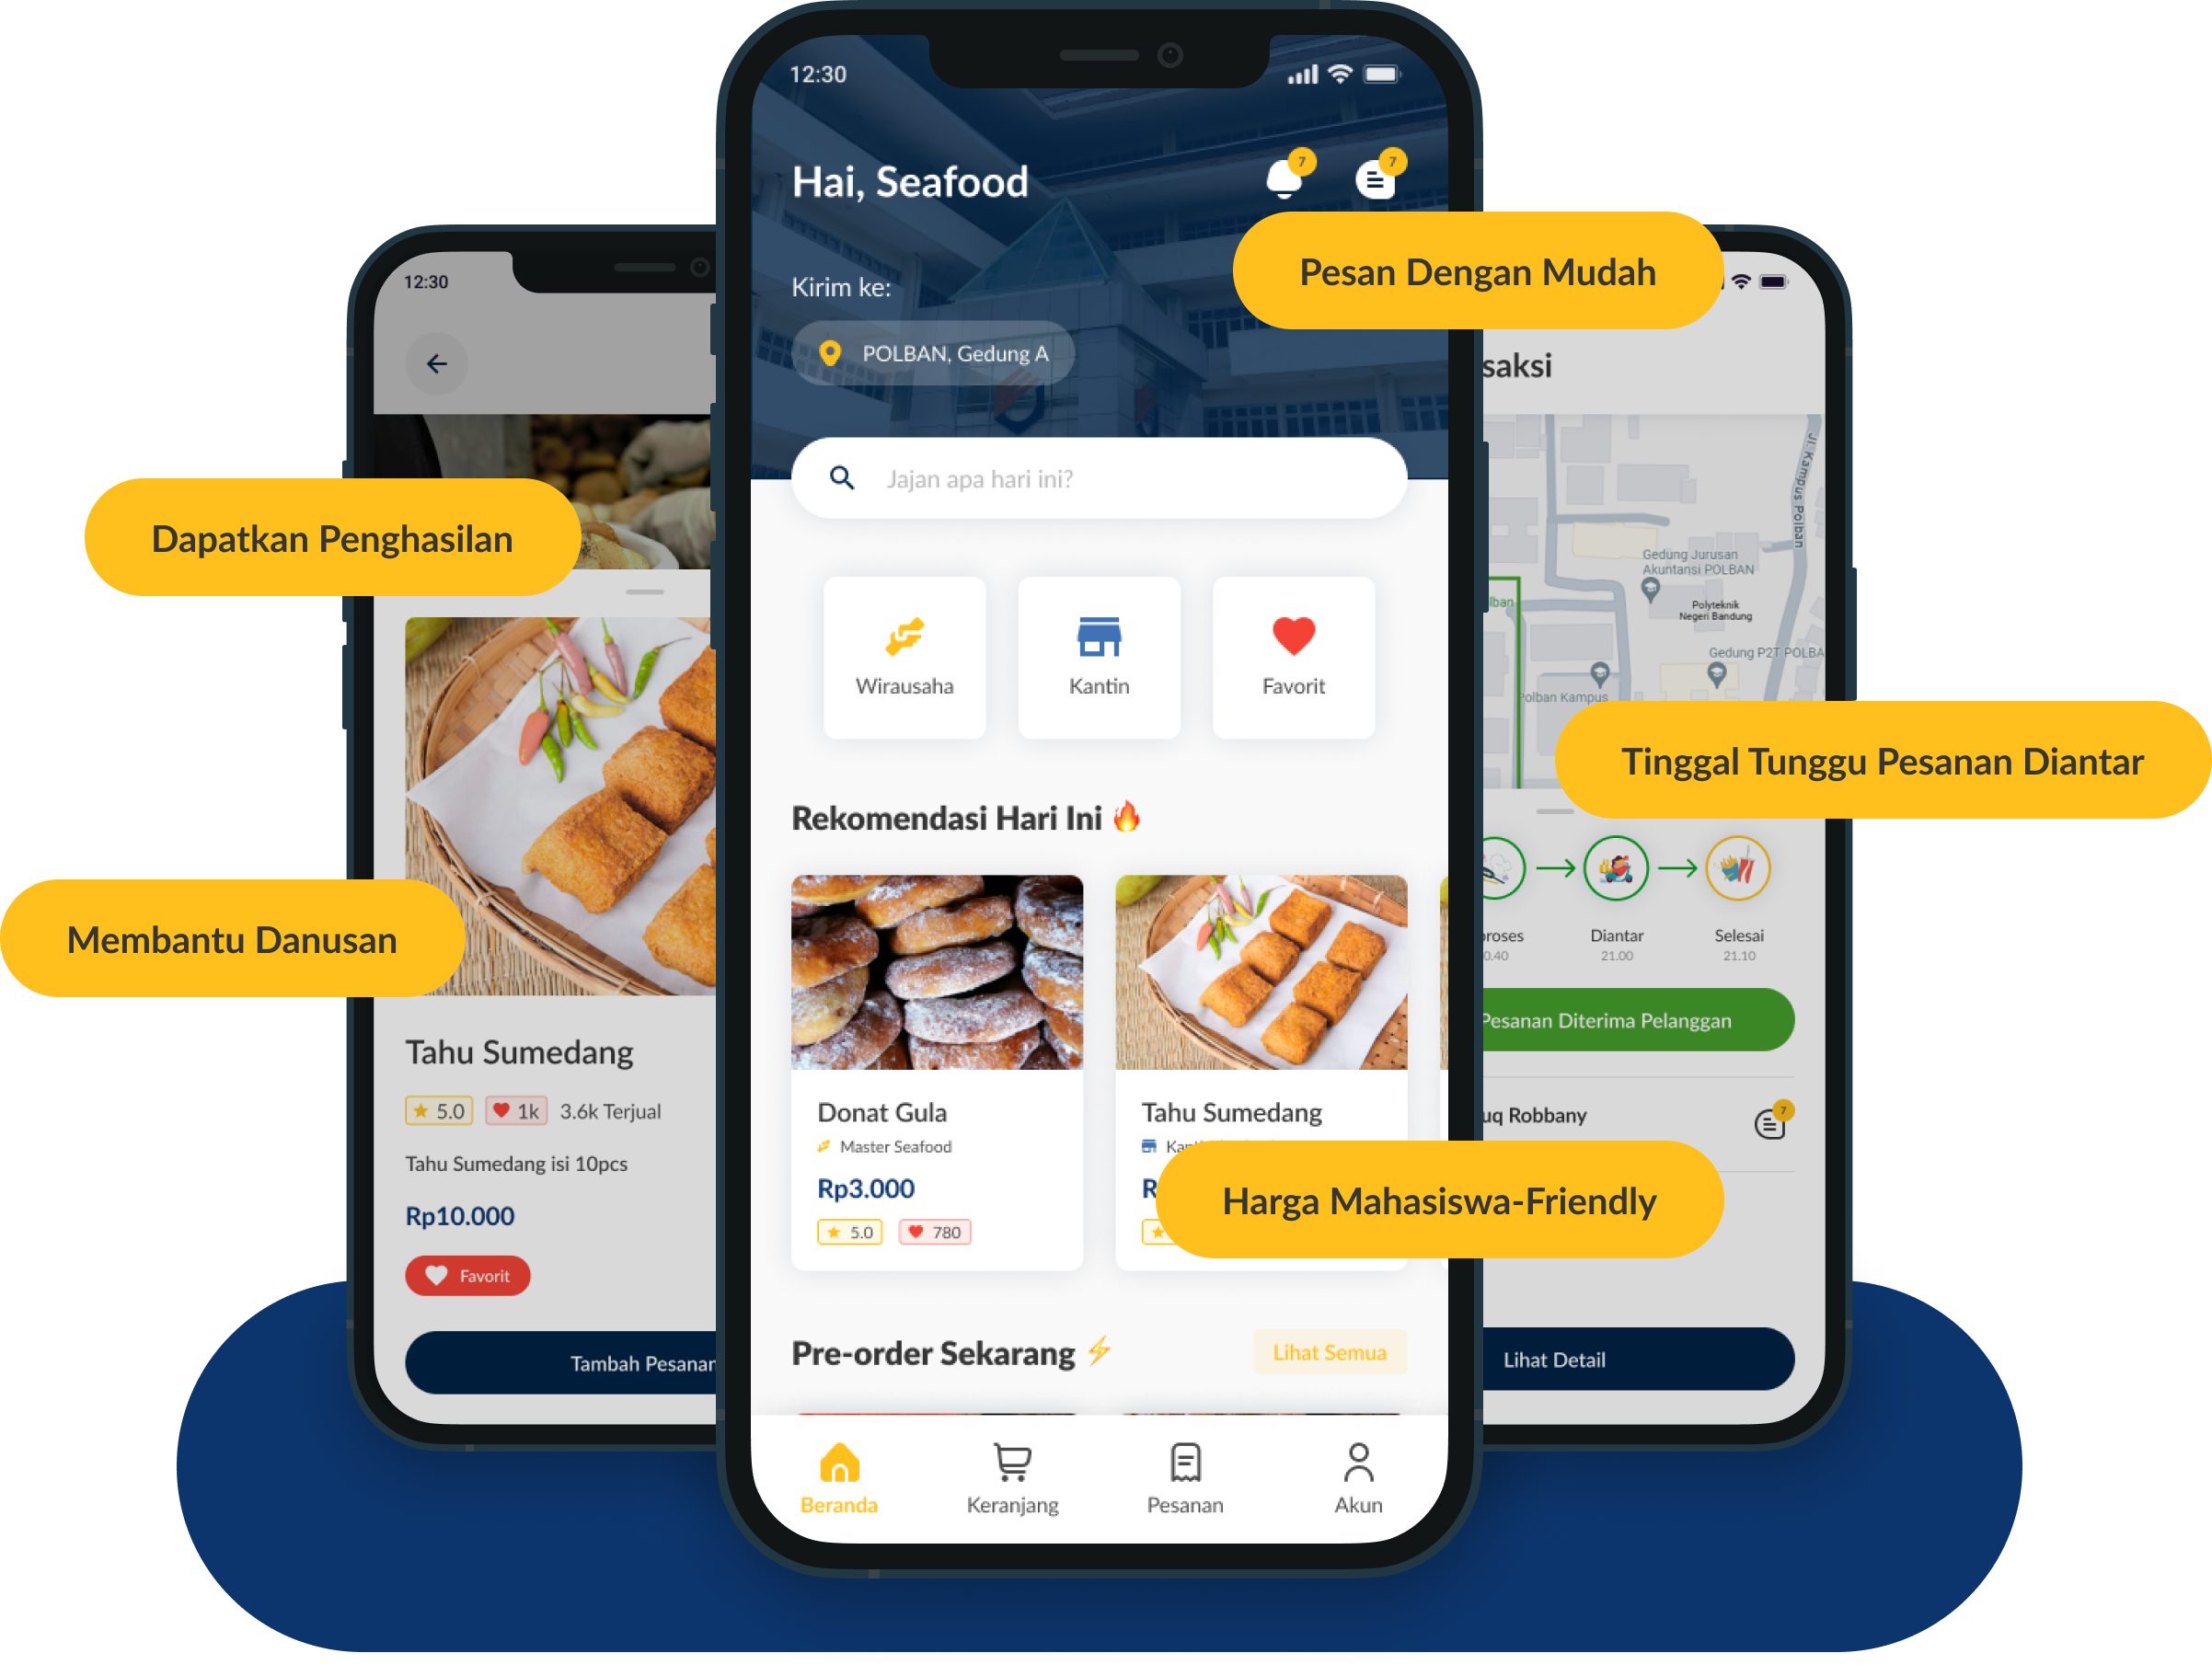 12:30
Hai, Seafood
7
7
Kirim ke:
POLBAN, Gedung A
Jajan apa hari ini?
Wirausaha
Kantin
Favorit
Rekomendasi Hari Ini
Donat Gula
Master Seafood
Rp3.000
5.0
780
Tahu Sumedang
Pre-order Sekarang
Lihat Semua
Beranda
Keranjang
Pesanan
Akun
Pesan Dengan Mudah
Dapatkan Penghasilan
Membantu Danusan
Tinggal Tunggu Pesanan Diantar
Harga Mahasiswa-Friendly
12:30
Tahu Sumedang
5.0
1k
3.6k Terjual
Tahu Sumedang isi 10pcs
Rp10.000
Favorit
Tambah Pesanan
saksi
Jl. Kampus Polban
Gedung Jurusan
Akuntansi POLBAN
Polyteknik
Negeri Bandung
Gedung P2T POLBA
lban
Polban Kampus
roses
0.40
Diantar
21.00
Selesai
21.10
Pesanan Diterima Pelanggan
uq Robbany
7
Lihat Detail